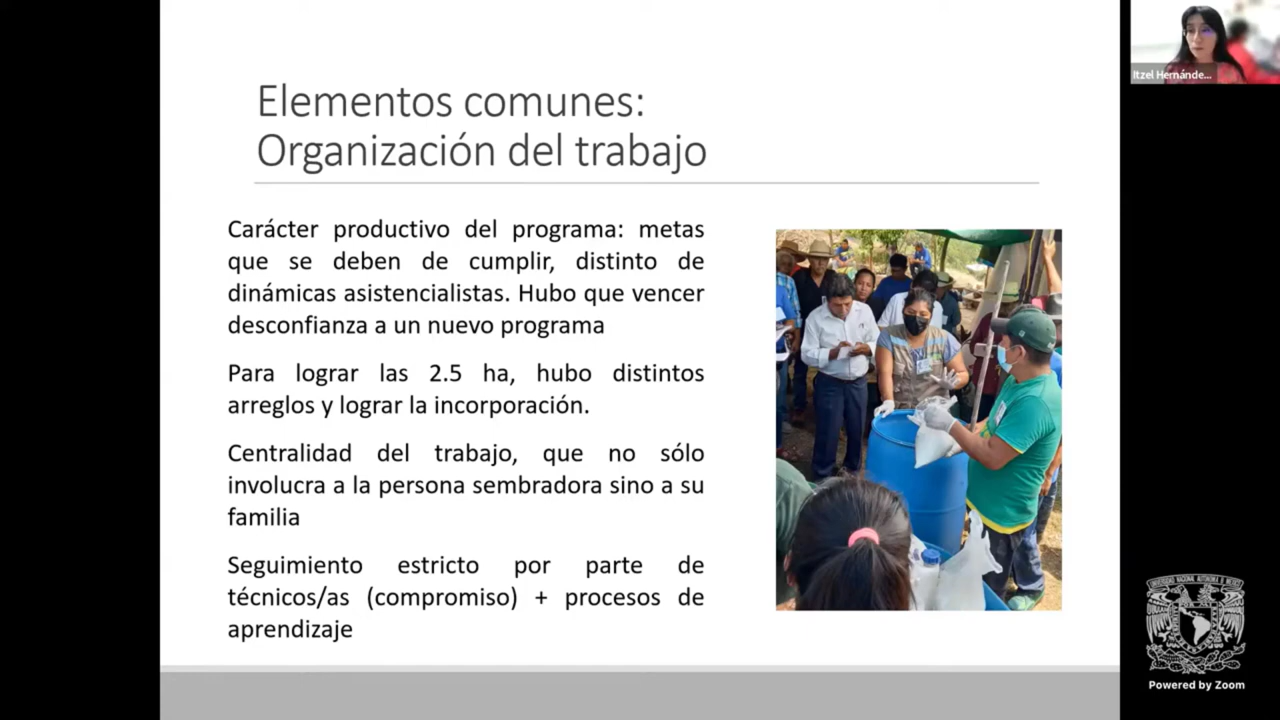 Elementos comunes:
Organización del trabajo
Carácter productivo del programa: metas
que se deben de cumplir, distinto de
dinámicas asistencialistas. Hubo que vencer
desconfianza a un nuevo programa
Para lograr las 2.5 ha, hubo distintos
arreglos y lograr la incorporación.
Centralidad del trabajo, que no sólo
involucra a la persona sembradora sino a su
familia
Seguimiento estricto por parte de
técnicos/as (compromiso) + procesos de
aprendizaje
Itzel Hernánde...
Powered by Zoom